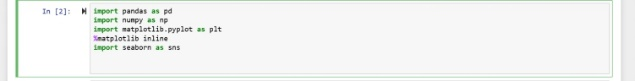 In [2]:
import pandas as pd
import numpy as np
import matplotlib.pyplot as plt
%matplotlib inline
import seaborn as sns